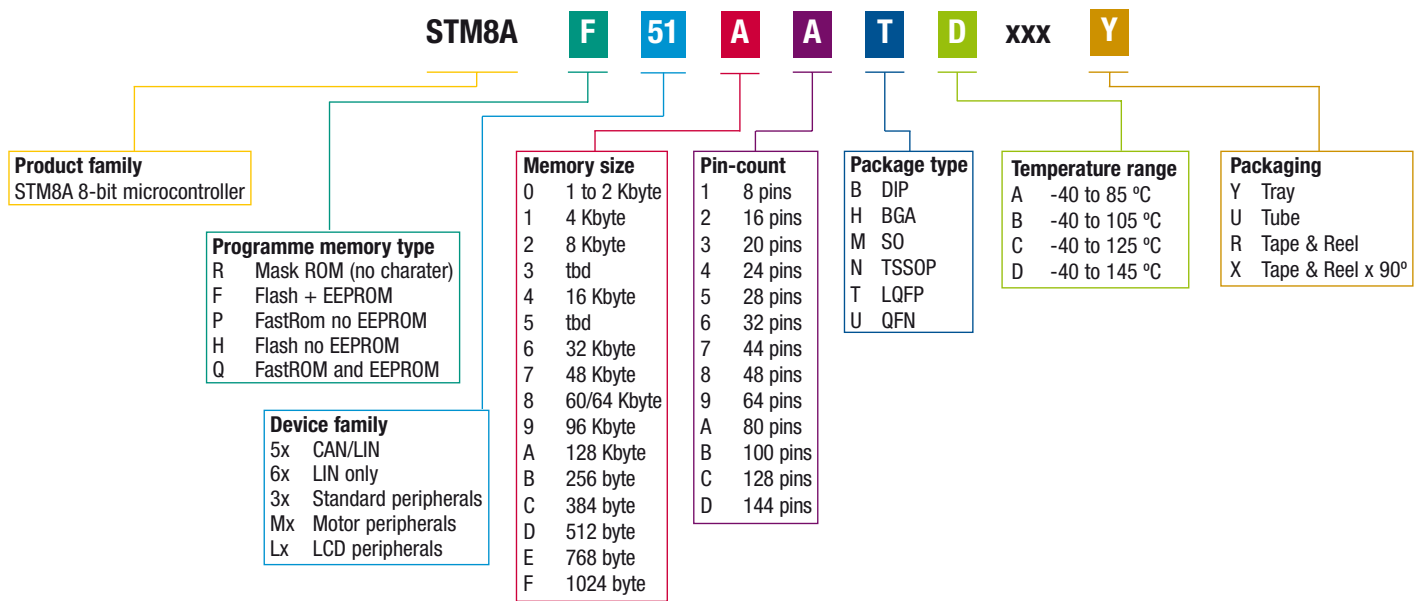 STM8A F 51 A A T D xxx Y
Product family
STM8A 8-bit microcontroller
Programme memory type
R Mask ROM (no charater)
F Flash + EEPROM
P FastRom no EEPROM
H Flash no EEPROM
Q FastROM and EEPROM
Device family
5x CAN/LIN
6x LIN only
3x Standard peripherals
Mx Motor peripherals
Lx LCD peripherals
Memory size
0 1 to 2 Kbyte
1 4 Kbyte
2 8 Kbyte
3 tbd
4 16 Kbyte
5 tbd
6 32 Kbyte
7 48 Kbyte
8 60/64 Kbyte
9 96 Kbyte
A 128 Kbyte
B 256 byte
C 384 byte
D 512 byte
E 768 byte
F 1024 byte
Pin-count
1 8 pins
2 16 pins
3 20 pins
4 24 pins
5 28 pins
6 32 pins
7 44 pins
8 48 pins
9 64 pins
A 80 pins
B 100 pins
C 128 pins
D 144 pins
Package type
B DIP
H BGA
M SO
N TSSOP
T LQFP
U QFN
Temperature range
A -40 to 85 ºC
B -40 to 105 ºC
C -40 to 125 ºC
D -40 to 145 ºC
Packaging
Y Tray
U Tube
R Tape & Reel
X Tape & Reel x 90º